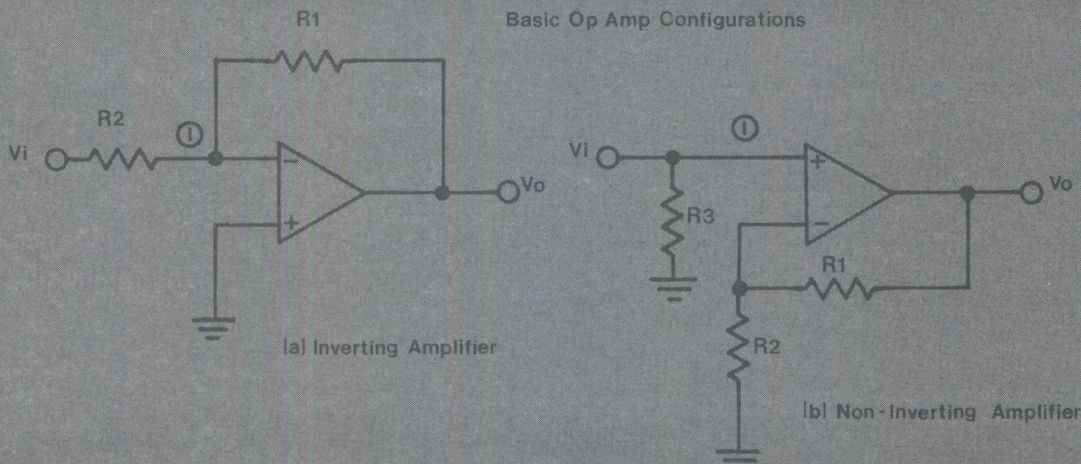 Basic Op Amp Configurations
R1
R2
①
Vi
−
+
Vo
(a) Inverting Amplifier
①
Vi
+
−
R3
R1
Vo
R2
(b) Non-Inverting Amplifier